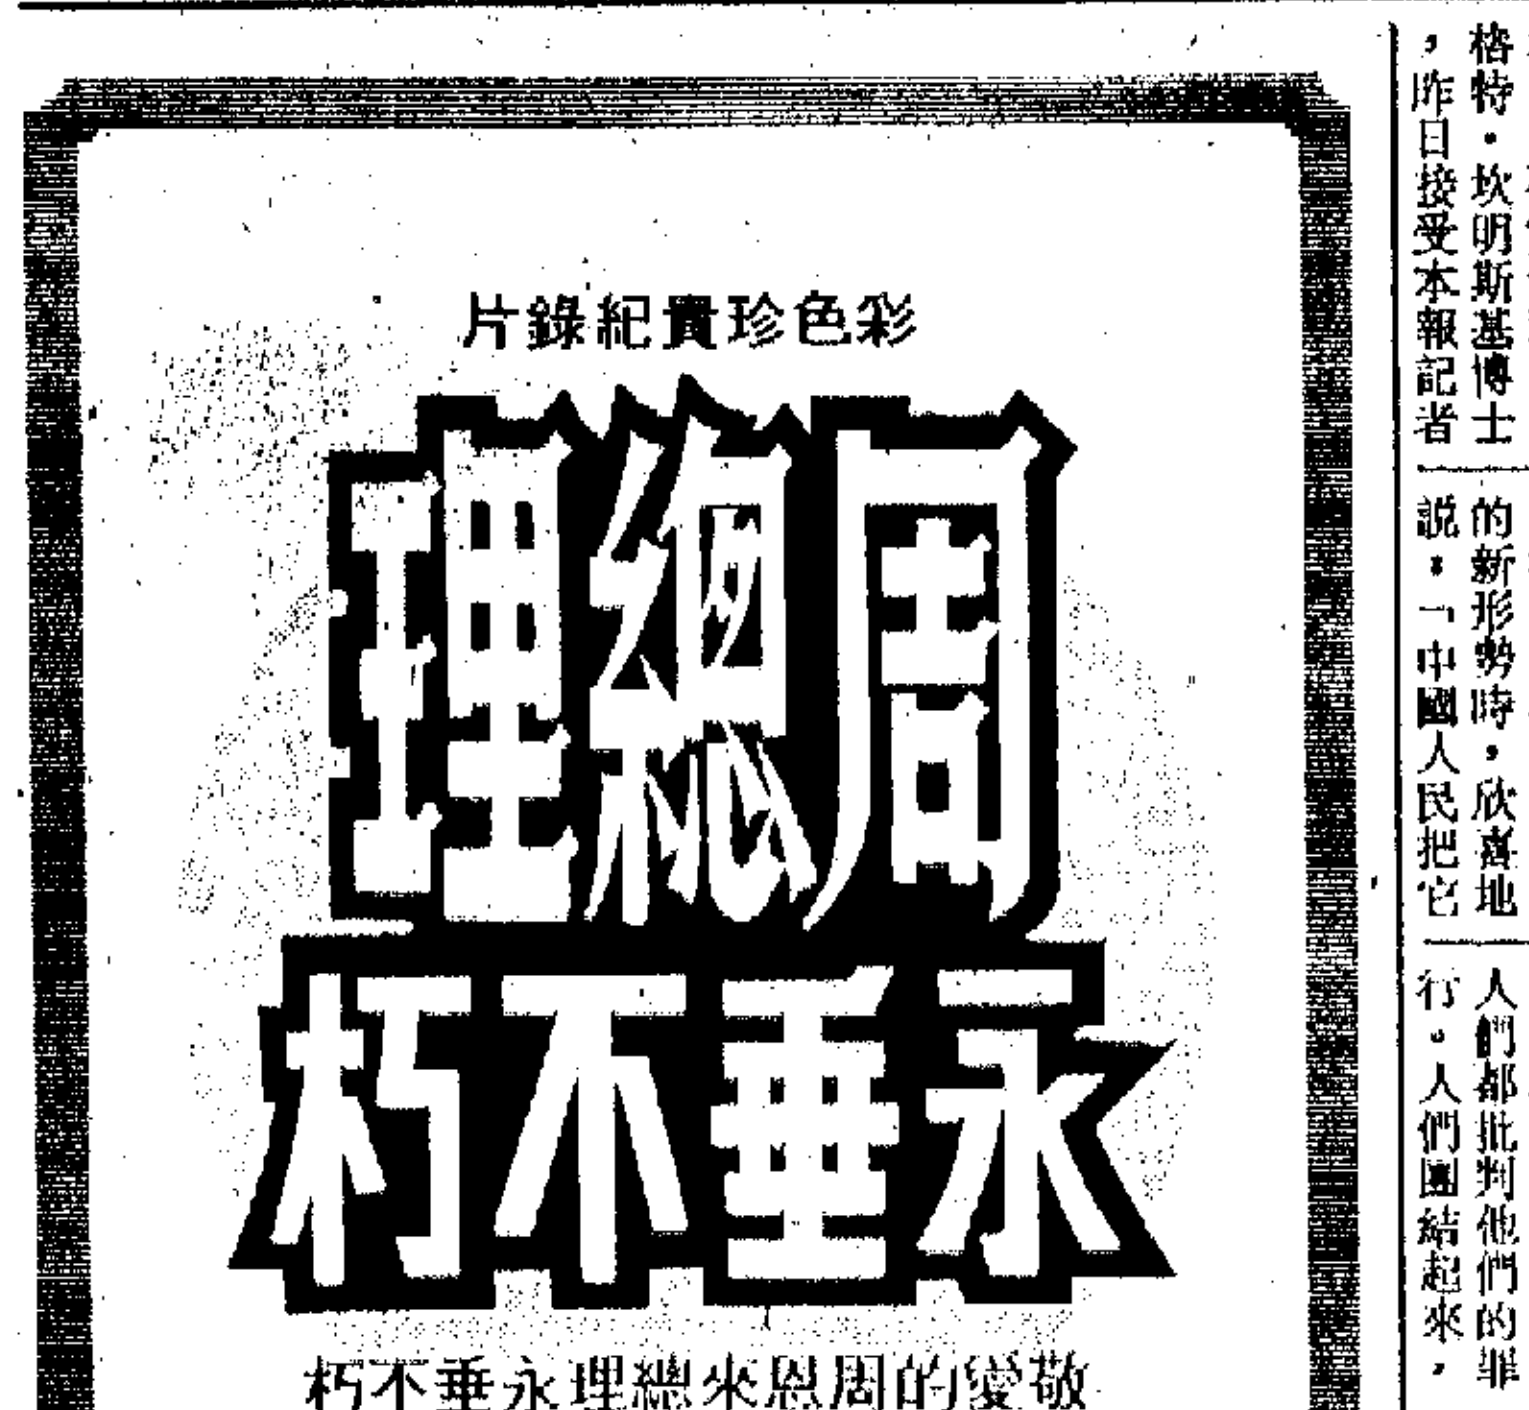 格特·坎明斯基博士
，昨日接受本報記者
的新形勢時，欣喜地
説：「中國人民把它
人們都批判他們的罪
行。人們團結起來，
彩色珍貴紀錄片
周總理
永垂不朽
敬愛的周恩來總理永垂不朽